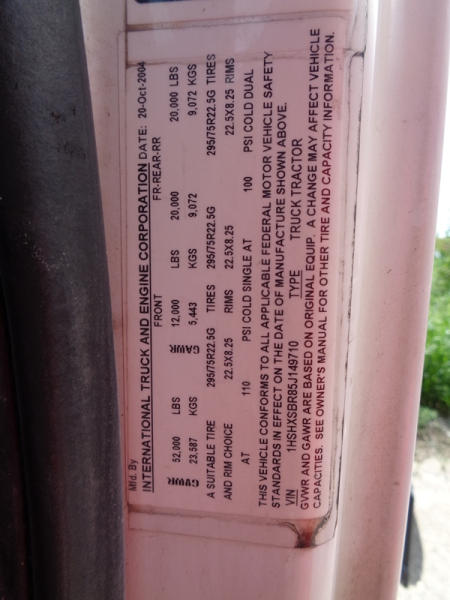 Mfd. By
INTERNATIONAL TRUCK AND ENGINE CORPORATION DATE: 20-Oct-2004
FRONT FR-REAR-RR
GVWR 52,000 LBS GAWR 12,000 LBS 20,000 20,000 LBS
23,587 KGS 5,443 KGS 9,072 9,072 KGS
A SUITABLE TIRE 295/75R22.5G TIRES 295/75R22.5G 295/75R22.5G TIRES
AND RIM CHOICE 22.5X8.25 RIMS 22.5X8.25 22.5X8.25 RIMS
AT 110 PSI COLD SINGLE AT 100 PSI COLD DUAL
THIS VEHICLE CONFORMS TO ALL APPLICABLE FEDERAL MOTOR VEHICLE SAFETY
STANDARDS IN EFFECT ON THE DATE OF MANUFACTURE SHOWN ABOVE.
VIN 1HSHXSBR85J149710 TYPE TRUCK TRACTOR
GVWR AND GAWR ARE BASED ON ORIGINAL EQUIP. A CHANGE MAY AFFECT VEHICLE
CAPACITIES. SEE OWNER'S MANUAL FOR OTHER TIRE AND CAPACITY INFORMATION.